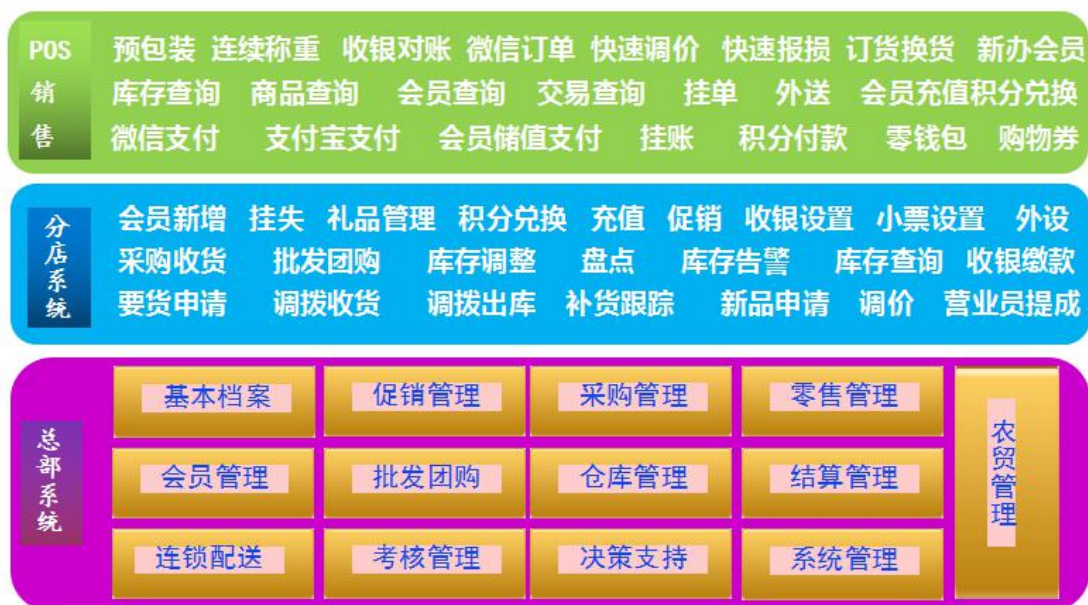 POS销售
预包装 连续称重 收银对账 微信订单 快速调价 快速报损 订货换货 新办会员
库存查询 商品查询 会员查询 交易查询 挂单 外送 会员充值积分兑换
微信支付 支付宝支付 会员储值支付 挂账 积分付款 零钱包 购物券
分店系统
会员新增 挂失 礼品管理 积分兑换 充值 促销 收银设置 小票设置 外设
采购收货 批发团购 库存调整 盘点 库存告警 库存查询 收银缴款
要货申请 调拨收货 调拨出库 补货跟踪 新品申请 调价 营业员提成
总部系统
基本档案 促销管理 采购管理 零售管理
会员管理 批发团购 仓库管理 结算管理
连锁配送 考核管理 决策支持 系统管理
农贸管理